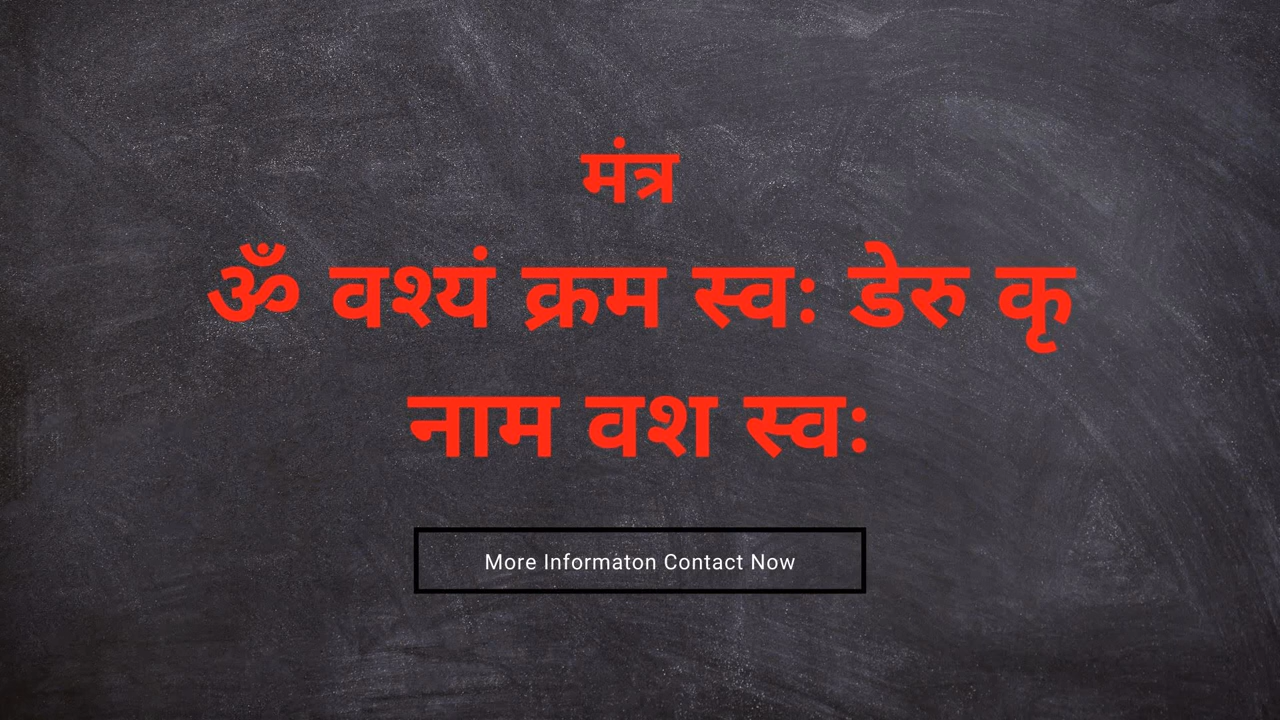 मंत्र
ॐ वश्यं क्रम स्व: डेरु कृ
नाम वश स्व:
More Informaton Contact Now